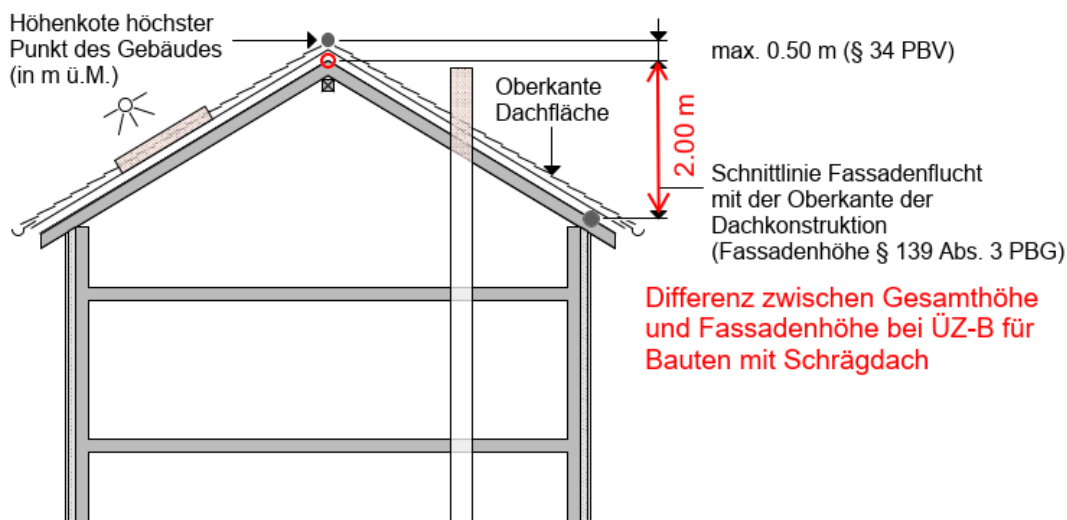 Höhenkote höchster
Punkt des Gebäudes
(in m ü.M.)
max. 0.50 m (§ 34 PBV)
Oberkante
Dachfläche
2.00 m
Schnittlinie Fassadenflucht
mit der Oberkante der
Dachkonstruktion
(Fassadenhöhe § 139 Abs. 3 PBG)
Differenz zwischen Gesamthöhe
und Fassadenhöhe bei ÜZ-B für
Bauten mit Schrägdach